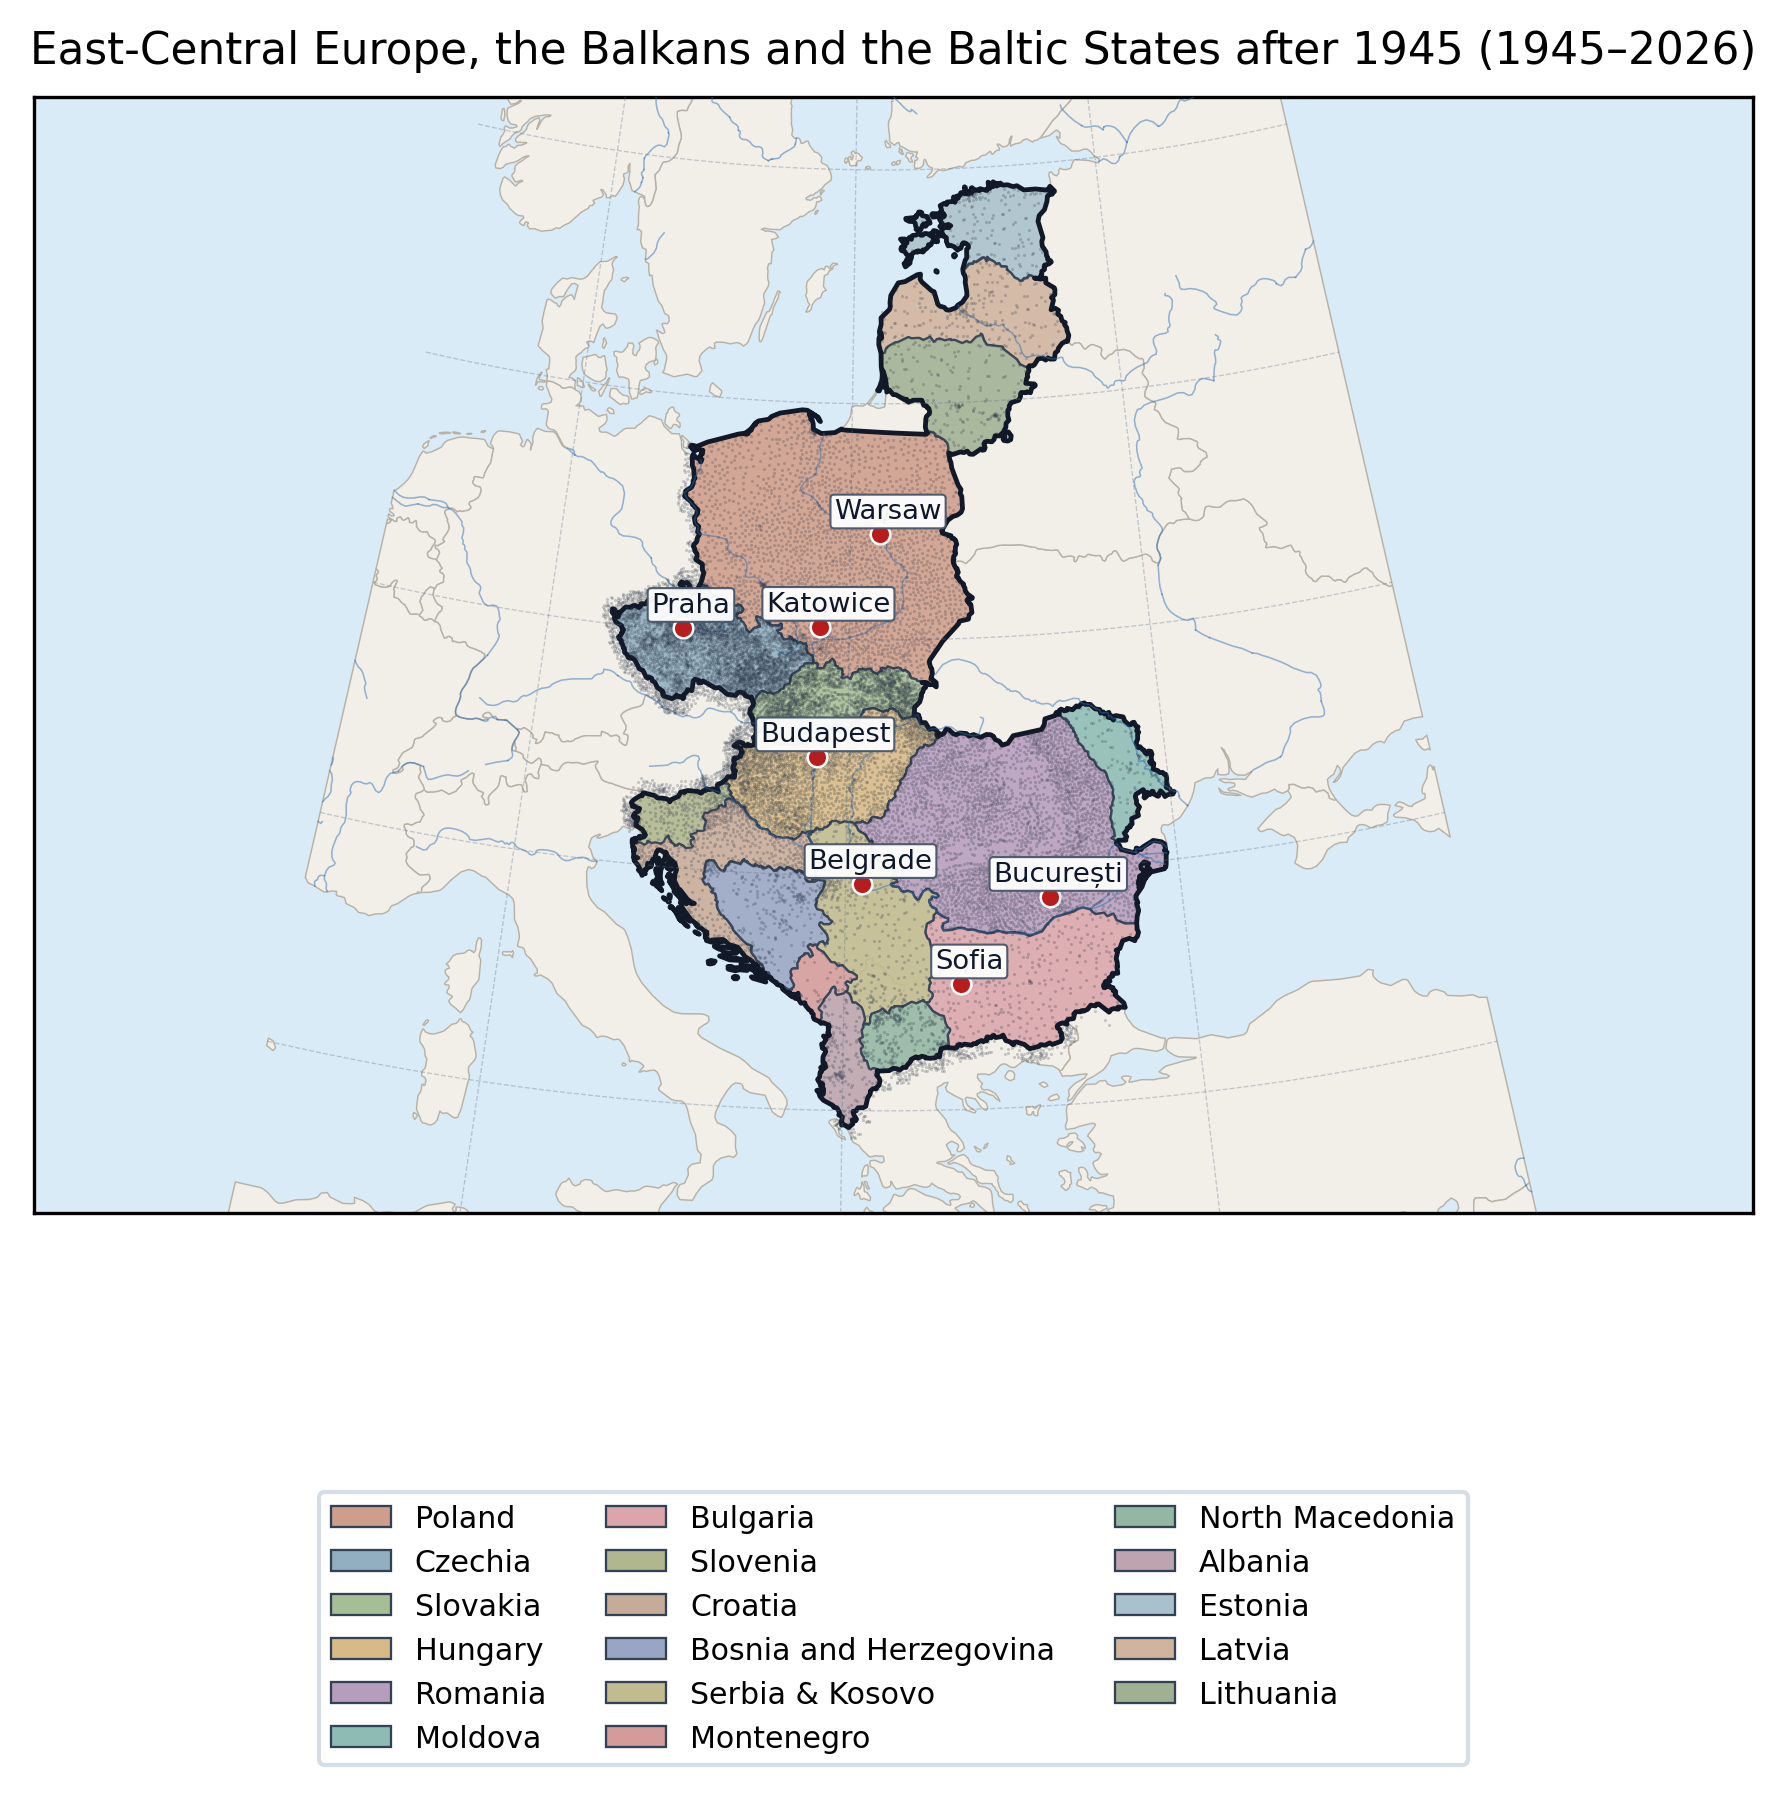 East-Central Europe, the Balkans and the Baltic States after 1945 (1945–2026)
Warsaw
Praha
Katowice
Budapest
Belgrade
București
Sofia
Poland
Czechia
Slovakia
Hungary
Romania
Moldova
Bulgaria
Slovenia
Croatia
Bosnia and Herzegovina
Serbia & Kosovo
Montenegro
North Macedonia
Albania
Estonia
Latvia
Lithuania